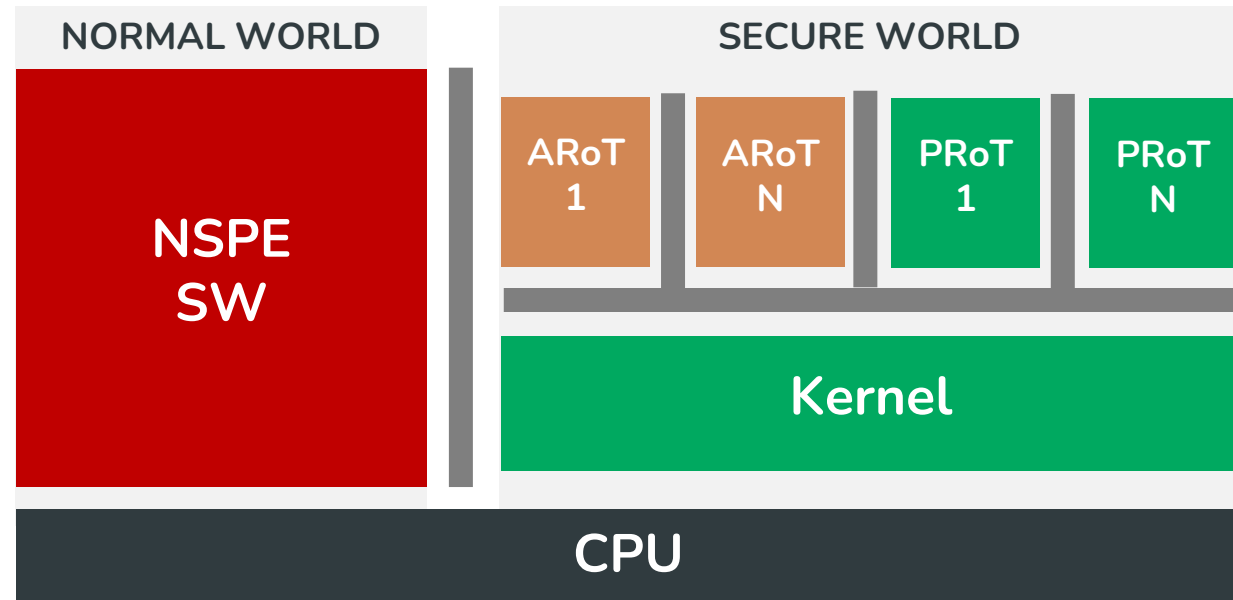 NORMAL WORLD
SECURE WORLD
NSPE
SW
ARoT
1
ARoT
N
PRoT
1
PRoT
N
Kernel
CPU